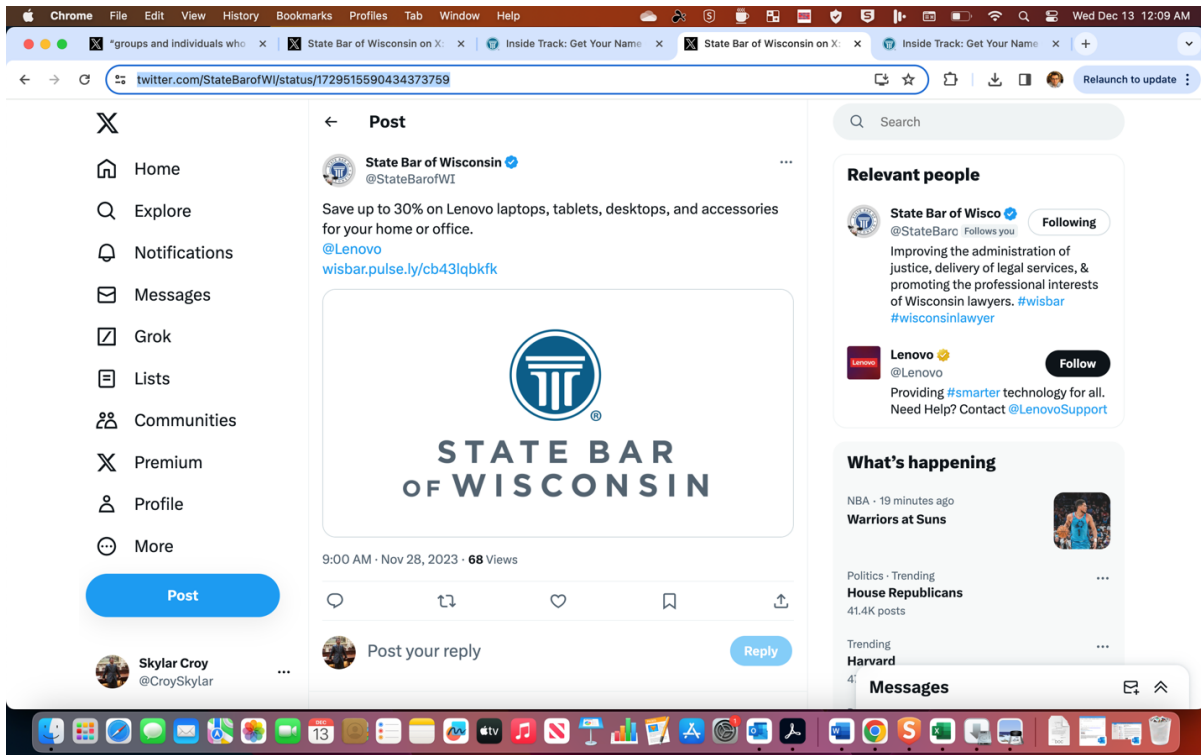 Chrome File Edit View History Bookmarks Profiles Tab Window Help Wed Dec 13 12:09 AM
"groups and individuals who State Bar of Wisconsin on X: Inside Track: Get Your Name State Bar of Wisconsin on X: Inside Track: Get Your Name
twitter.com/StateBarofWI/status/1729515590434373759 Relaunch to update
Home
Explore
Notifications
Messages
Grok
Lists
Communities
Premium
Profile
More
Post
Skylar Croy
@CroySkylar
Post
State Bar of Wisconsin
@StateBarofWI
Save up to 30% on Lenovo laptops, tablets, desktops, and accessories
for your home or office.
@Lenovo
wisbar.pulse.ly/cb43lqbkfk
STATE BAR
OF WISCONSIN
®
9:00 AM · Nov 28, 2023 · 68 Views
Post your reply
Reply
Search
Relevant people
State Bar of Wisco
@StateBarc Follows you
Following
Improving the administration of
justice, delivery of legal services, &
promoting the professional interests
of Wisconsin lawyers. #wisbar
#wisconsinlawyer
Lenovo
Lenovo
@Lenovo
Follow
Providing #smarter technology for all.
Need Help? Contact @LenovoSupport
What's happening
NBA · 19 minutes ago
Warriors at Suns
Politics · Trending
House Republicans
41.4K posts
Trending
Harvard
Messages
DEC
13
tv